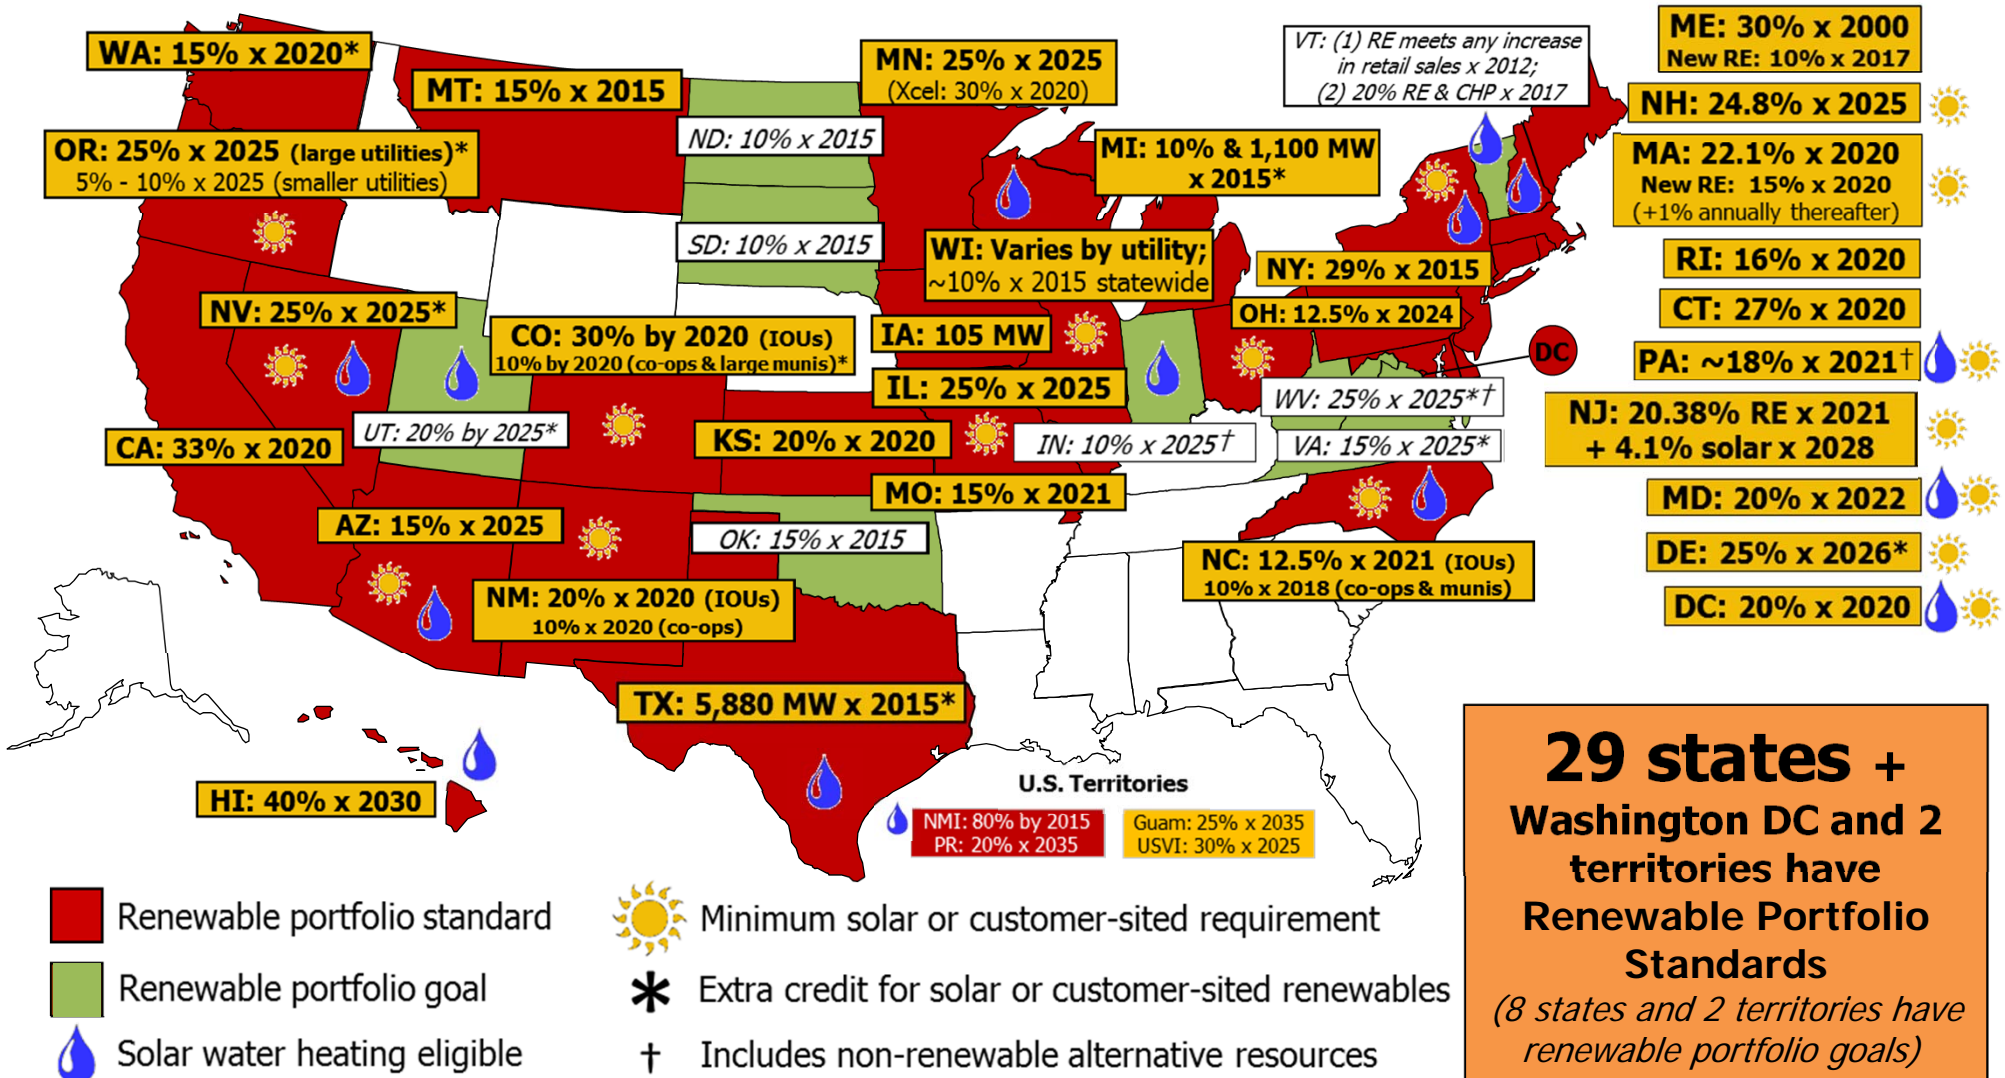 WA: 15% x 2020*
MT: 15% x 2015
MN: 25% x 2025
(Xcel: 30% x 2020)
VT: (1) RE meets any increase
in retail sales x 2012;
(2) 20% RE & CHP x 2017
ME: 30% x 2000
New RE: 10% x 2017
NH: 24.8% x 2025
OR: 25% x 2025 (large utilities)*
5% - 10% x 2025 (smaller utilities)
ND: 10% x 2015
MI: 10% & 1,100 MW
x 2015*
MA: 22.1% x 2020
New RE: 15% x 2020
(+1% annually thereafter)
SD: 10% x 2015
WI: Varies by utility;
~10% x 2015 statewide
NY: 29% x 2015
RI: 16% x 2020
NV: 25% x 2025*
CO: 30% by 2020 (IOUs)
10% by 2020 (co-ops & large munis)*
IA: 105 MW
OH: 12.5% x 2024
CT: 27% x 2020
DC
PA: ~18% x 2021†
IL: 25% x 2025
WV: 25% x 2025*†
NJ: 20.38% RE x 2021
+ 4.1% solar x 2028
UT: 20% by 2025*
CA: 33% x 2020
KS: 20% x 2020
IN: 10% x 2025†
VA: 15% x 2025*
MO: 15% x 2021
MD: 20% x 2022
AZ: 15% x 2025
OK: 15% x 2015
DE: 25% x 2026*
NC: 12.5% x 2021 (IOUs)
10% x 2018 (co-ops & munis)
NM: 20% x 2020 (IOUs)
10% x 2020 (co-ops)
DC: 20% x 2020
TX: 5,880 MW x 2015*
HI: 40% x 2030
U.S. Territories
NMI: 80% by 2015
PR: 20% x 2035
Guam: 25% x 2035
USVI: 30% x 2025
29 states +
Washington DC and 2
territories have
Renewable Portfolio
Standards
(8 states and 2 territories have
renewable portfolio goals)
Renewable portfolio standard
Minimum solar or customer-sited requirement
Renewable portfolio goal
* Extra credit for solar or customer-sited renewables
Solar water heating eligible
† Includes non-renewable alternative resources